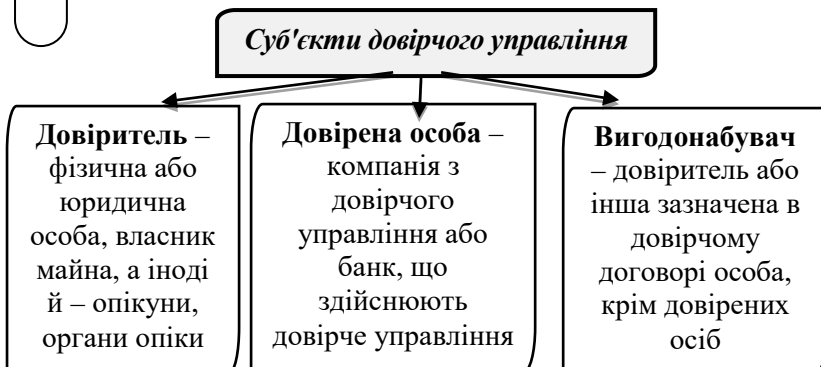 Суб'єкти довірчого управління
Довіритель –
фізична або
юридична
особа, власник
майна, а іноді
й – опікуни,
органи опіки
Довірена особа –
компанія з
довірчого
управління або
банк, що
здійснюють
довірче управління
Вигодонабувач
– довіритель або
інша зазначена в
довірчому
договорі особа,
крім довірених
осіб